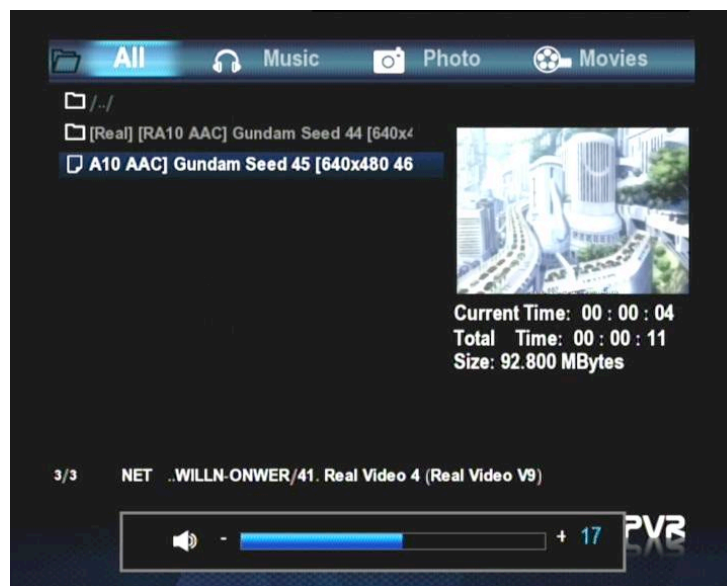 All Music Photo Movies
/../
[Real] [RA10 AAC] Gundam Seed 44 [640x4
A10 AAC] Gundam Seed 45 [640x480 46
Current Time: 00 : 00 : 04
Total Time: 00 : 00 : 11
Size: 92.800 MBytes
3/3 NET ..WILLN-ONWER/41. Real Video 4 (Real Video V9)
- + 17 PVR